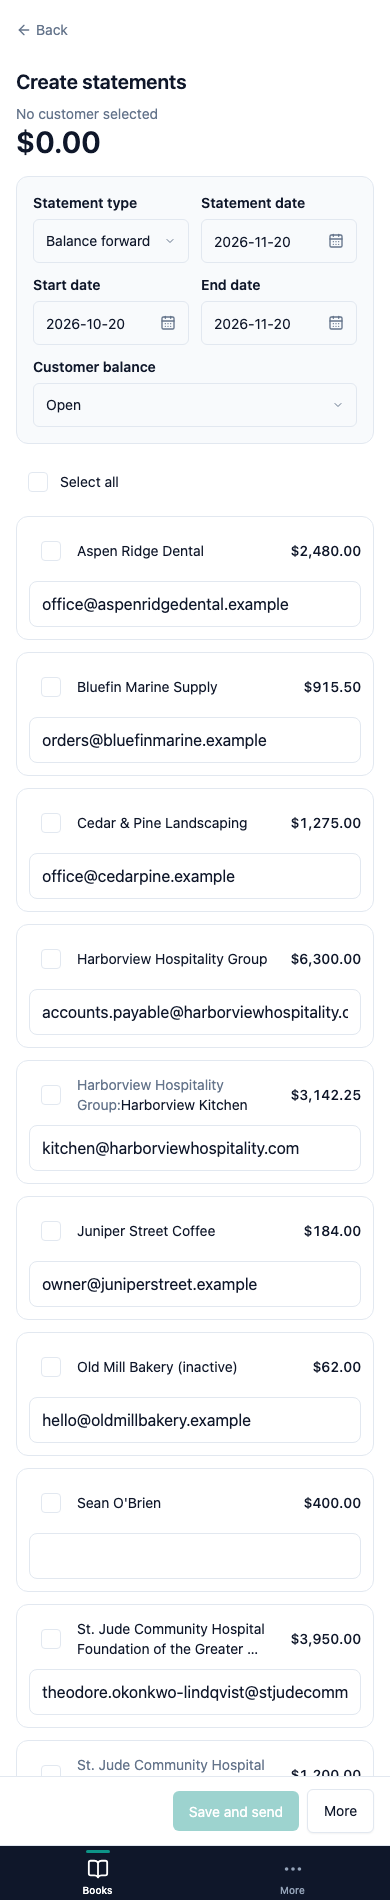 Back
Create statements
No customer selected
$0.00
Statement type
Statement date
Balance forward
2026-11-20
Start date
End date
2026-10-20
2026-11-20
Customer balance
Open
Select all
Aspen Ridge Dental
$2,480.00
office@aspenridgedental.example
Bluefin Marine Supply
$915.50
orders@bluefinmarine.example
Cedar & Pine Landscaping
$1,275.00
office@cedarpine.example
Harborview Hospitality Group
$6,300.00
accounts.payable@harborviewhospitality.c
Harborview Hospitality
Group:Harborview Kitchen
$3,142.25
kitchen@harborviewhospitality.com
Juniper Street Coffee
$184.00
owner@juniperstreet.example
Old Mill Bakery (inactive)
$62.00
hello@oldmillbakery.example
Sean O'Brien
$400.00
St. Jude Community Hospital
Foundation of the Greater ...
$3,950.00
theodore.okonkwo-lindqvist@stjudecomm
St. Jude Community Hospital
$1,200.00
Save and send
More
Books
More